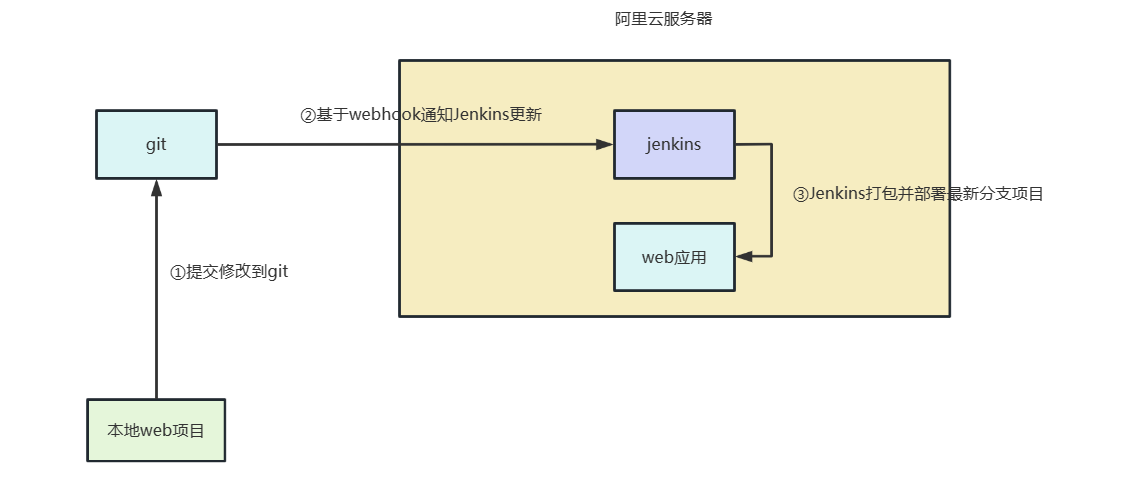 阿里云服务器
②基于webhook通知Jenkins更新
git
jenkins
③Jenkins打包并部署最新分支项目
web应用
①提交修改到git
本地web项目